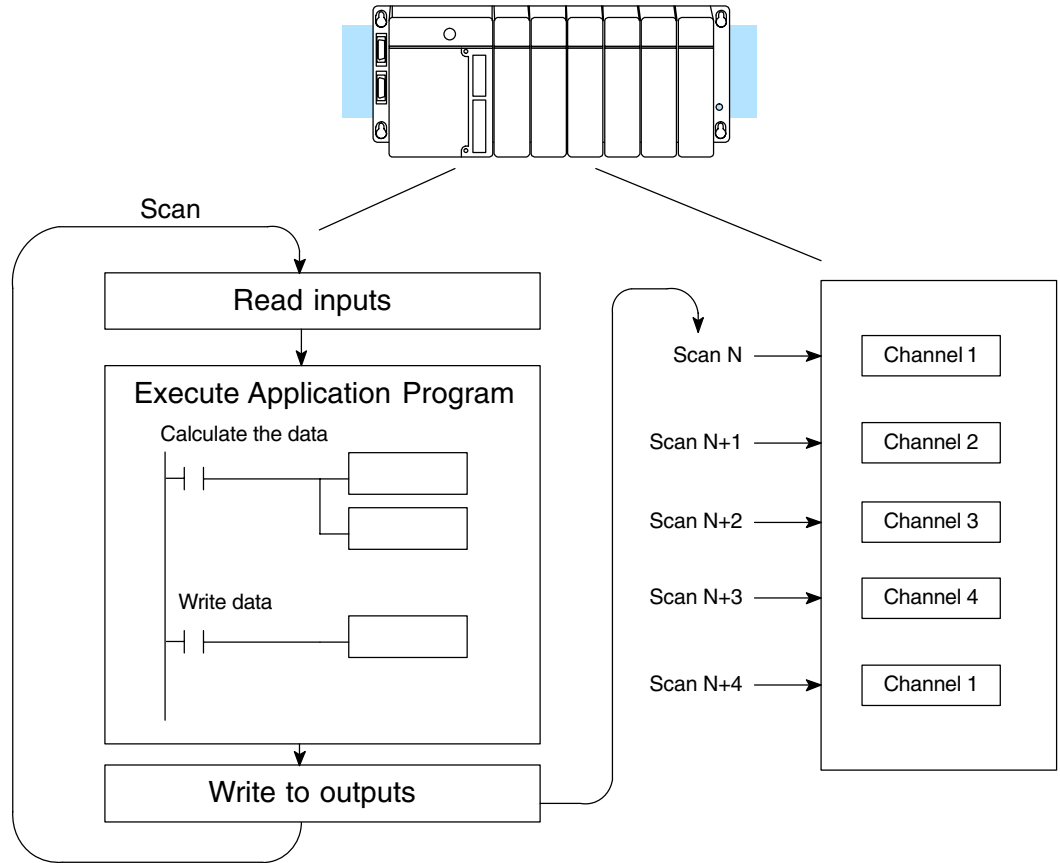 Scan
Read inputs
Execute Application Program
Calculate the data
Write data
Write to outputs
Scan N
Channel 1
Scan N+1
Channel 2
Scan N+2
Channel 3
Scan N+3
Channel 4
Scan N+4
Channel 1